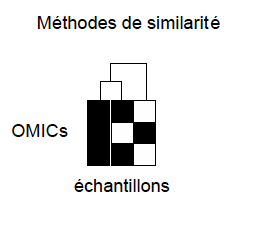 Méthodes de similarité
OMICs
échantillons